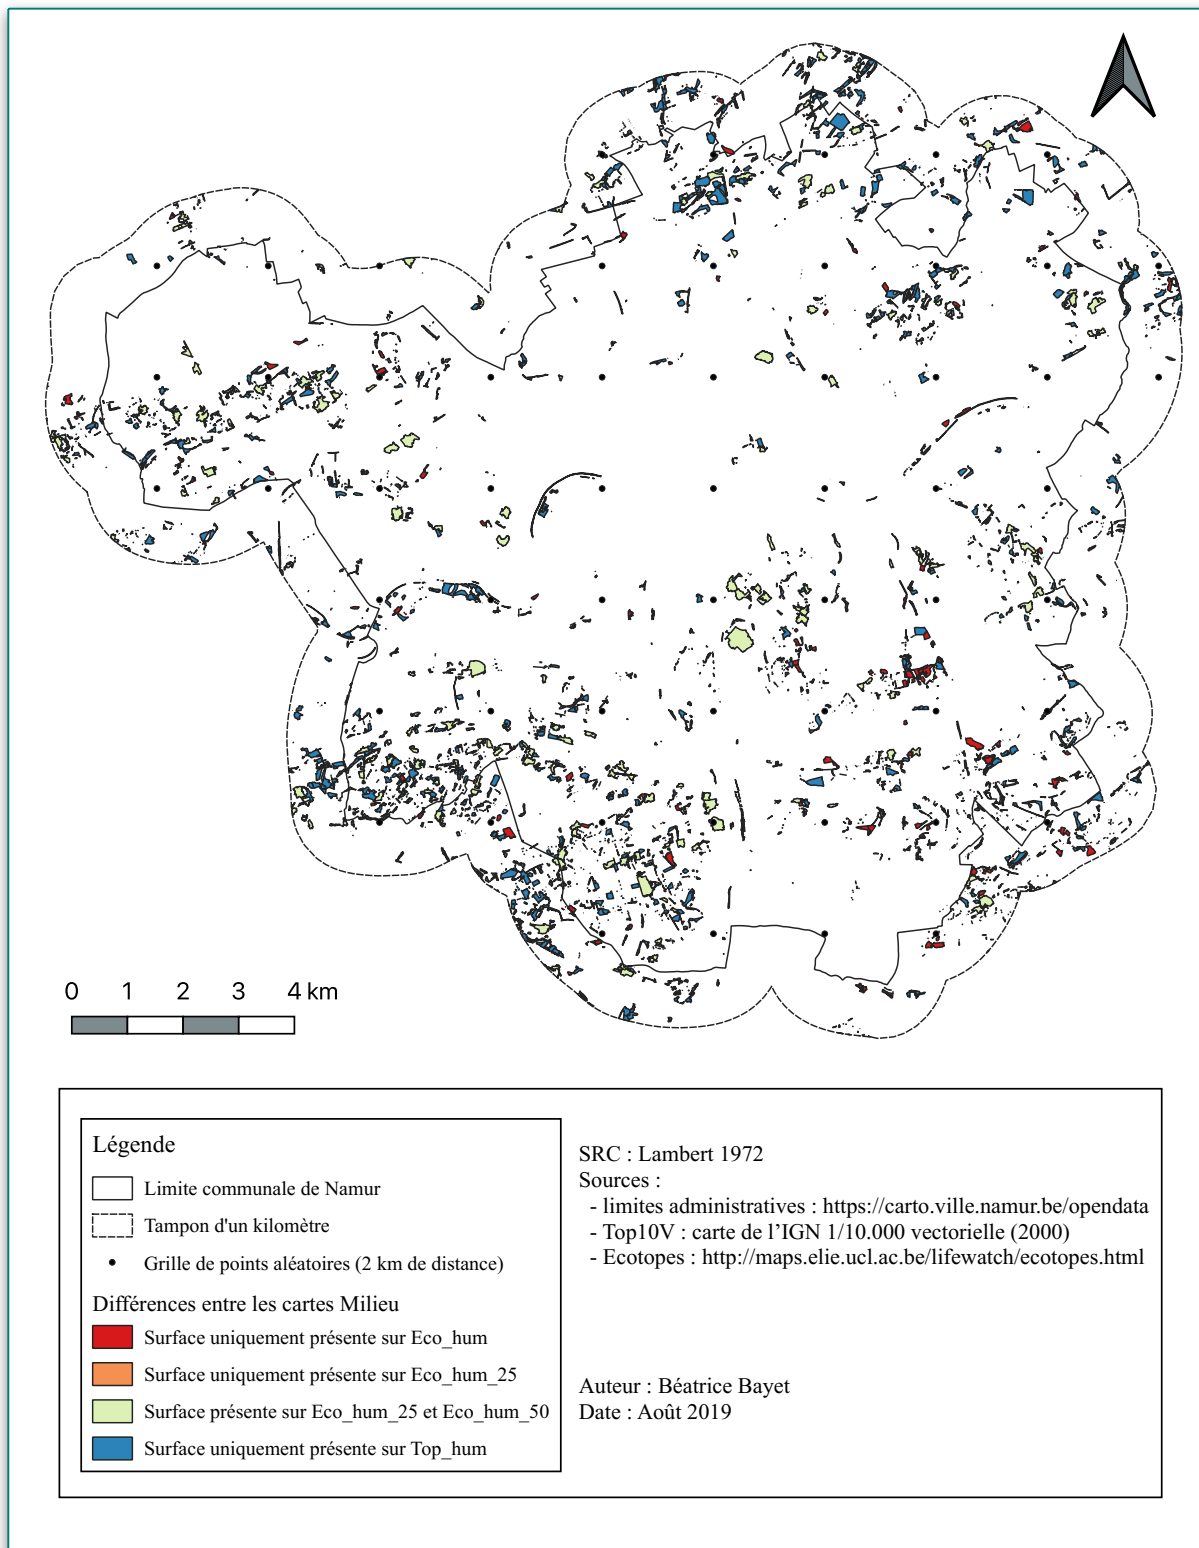 0 1 2 3 4 km
Légende
Limite communale de Namur
Tampon d'un kilomètre
Grille de points aléatoires (2 km de distance)
Différences entre les cartes Milieu
Surface uniquement présente sur Eco_hum
Surface uniquement présente sur Eco_hum_25
Surface présente sur Eco_hum_25 et Eco_hum_50
Surface uniquement présente sur Top_hum
SRC : Lambert 1972
Sources :
- limites administratives : https://carto.ville.namur.be/opendata
- Top10V : carte de l’IGN 1/10.000 vectorielle (2000)
- Ecotopes : http://maps.elie.ucl.ac.be/lifewatch/ecotopes.html
Auteur : Béatrice Bayet
Date : Août 2019